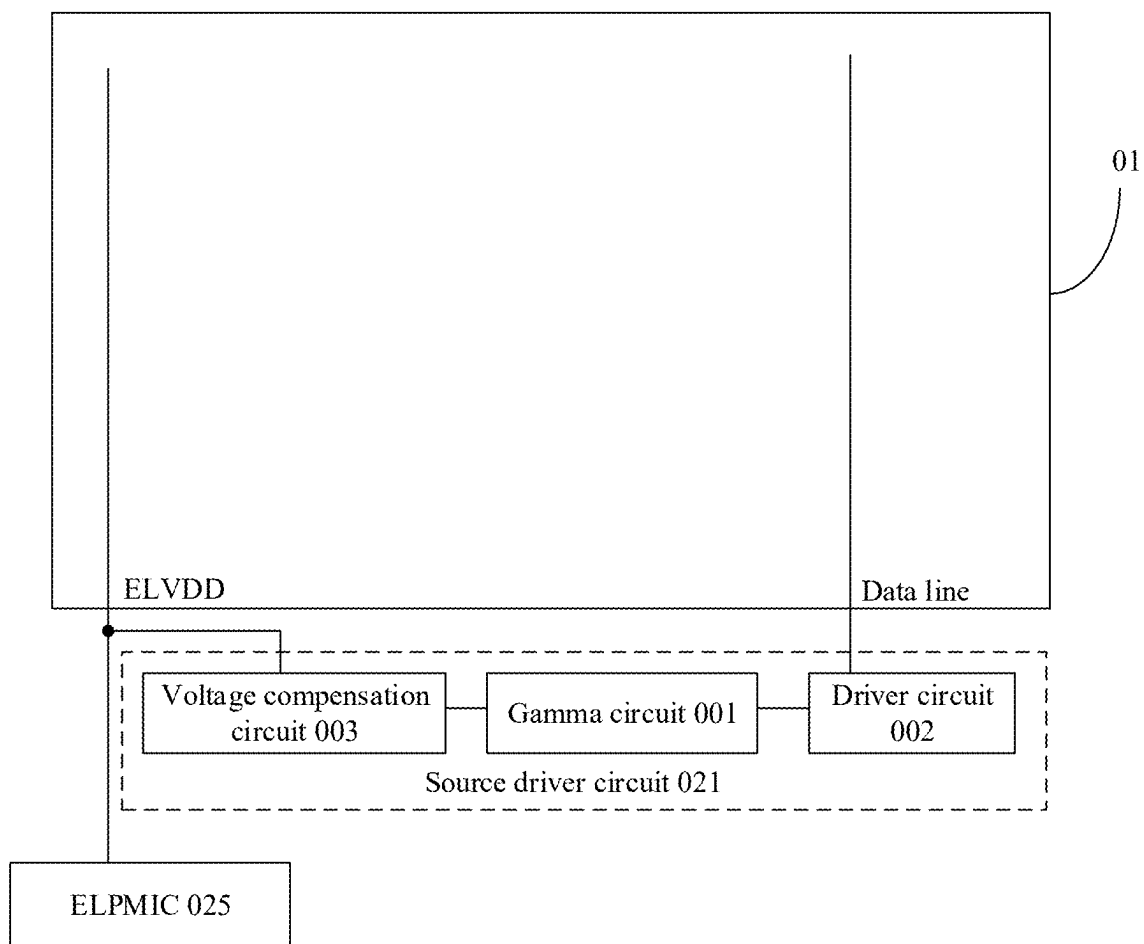 01
ELVDD
Data line
Voltage compensation
circuit 003
Gamma circuit 001
Driver circuit
002
Source driver circuit 021
ELPMIC 025